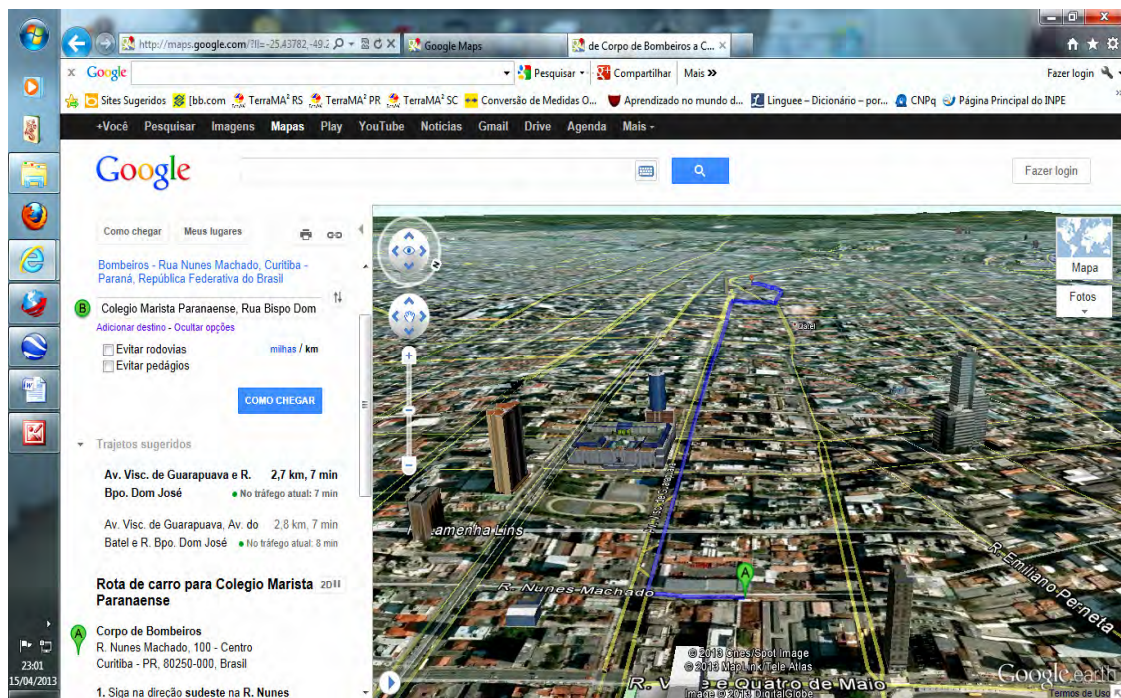 http://maps.google.com/?ll=-25.43782,-49.2
Google Maps
de Corpo de Bombeiros a C...
Google
Pesquisar
Compartilhar
Mais »
Fazer login
Sites Sugeridos
[bb.com
TerraMA² RS
TerraMA² PR
TerraMA² SC
Conversão de Medidas O...
Aprendizado no mundo d...
Linguee – Dicionário – por...
CNPq
Página Principal do INPE
+Você Pesquisar Imagens Mapas Play YouTube Notícias Gmail Drive Agenda Mais
Google
Fazer login
Como chegar
Meus lugares
Bombeiros - Rua Nunes Machado, Curitiba -
Paraná, República Federativa do Brasil
B Colegio Marista Paranaense, Rua Bispo Dom
Adicionar destino - Ocultar opções
Evitar rodovias
milhas / km
Evitar pedágios
COMO CHEGAR
Trajetos sugeridos
Av. Visc. de Guarapuava e R. 2,7 km, 7 min
Bpo. Dom José No tráfego atual: 7 min
Av. Visc. de Guarapuava, Av. do 2,8 km, 7 min
Batel e R. Bpo. Dom José No tráfego atual: 8 min
Rota de carro para Colegio Marista 2D
Paranaense
A Corpo de Bombeiros
R. Nunes Machado, 100 - Centro
Curitiba - PR, 80250-000, Brasil
1. Siga na direção sudeste na R. Nunes
N
Mapa
Fotos
Batel
Lamenha Lins
R. Nunes Machado
A
R. Emiliano Perneta
R. V e e Quatro de Maio
© 2013 Cnes/Spot Image
© 2013 MapLink/Tele Atlas
Image © 2013 DigitalGlobe
Google earth
Termos de Uso
23:01
15/04/2013